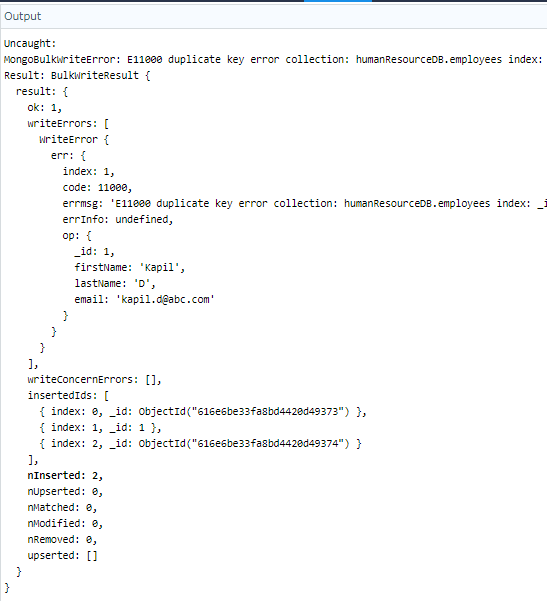 Output
Uncaught:
MongoBulkWriteError: E11000 duplicate key error collection: humanResourceDB.employees index:
Result: BulkWriteResult {
  result: {
    ok: 1,
    writeErrors: [
      WriteError {
        err: {
          index: 1,
          code: 11000,
          errmsg: 'E11000 duplicate key error collection: humanResourceDB.employees index: _i
          errInfo: undefined,
          op: {
            _id: 1,
            firstName: 'Kapil',
            lastName: 'D',
            email: 'kapil.d@abc.com'
          }
        }
      }
    ],
    writeConcernErrors: [],
    insertedIds: [
      { index: 0, _id: ObjectId("616e6be33fa8bd4420d49373") },
      { index: 1, _id: 1 },
      { index: 2, _id: ObjectId("616e6be33fa8bd4420d49374") }
    ],
    nInserted: 2,
    nUpserted: 0,
    nMatched: 0,
    nModified: 0,
    nRemoved: 0,
    upserted: []
  }
}